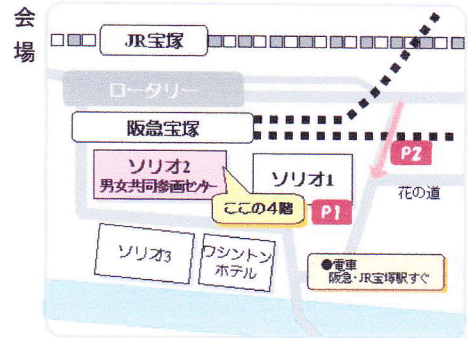 会場
JR宝塚
ロータリー
阪急宝塚
P2
ソリオ2
男女共同参画センター
ソリオ1
花の道
ここの4階
P1
ソリオ3
ワシントン
ホテル
●電車
阪急・JR宝塚駅すぐ